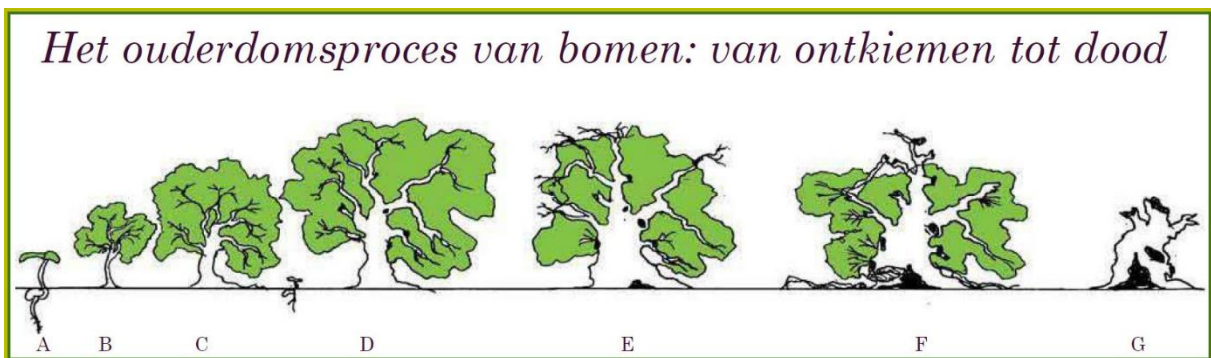 Het ouderdomsproces van bomen: van ontkiemen tot dood
A B C D E F G